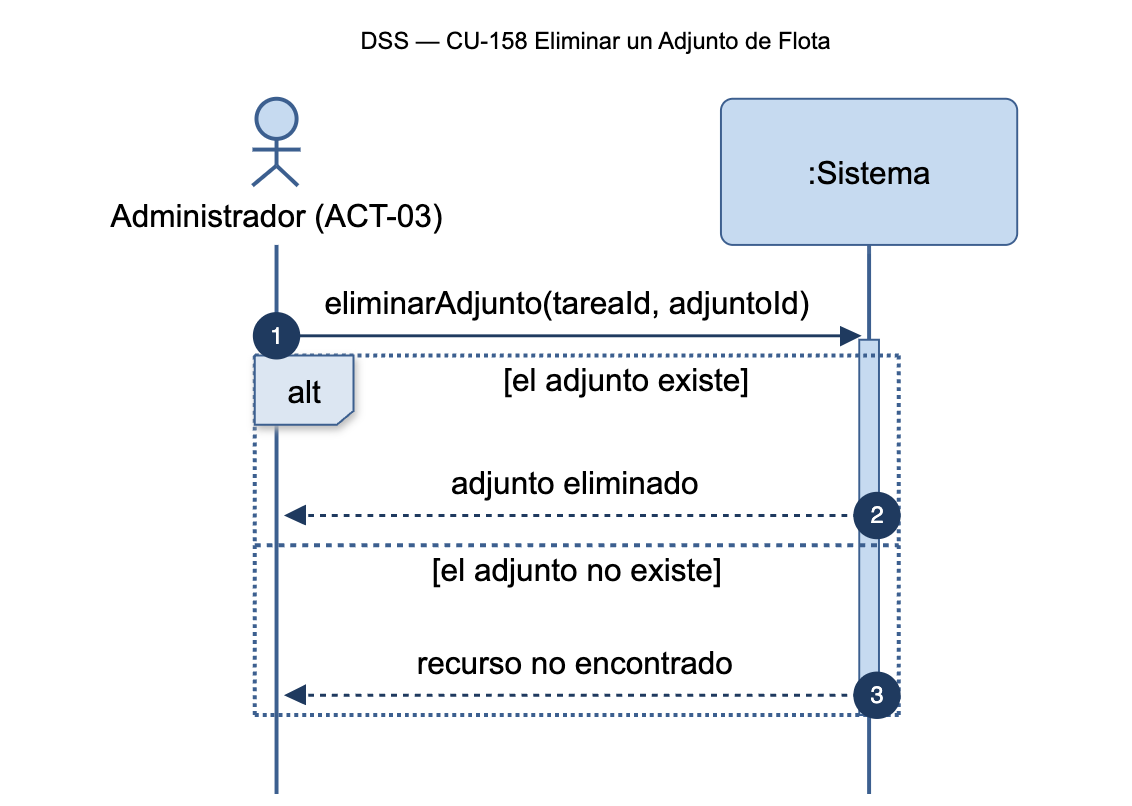 DSS — CU-158 Eliminar un Adjunto de Flota
Administrador (ACT-03)
:Sistema
eliminarAdjunto(tareaId, adjuntoId)
1
alt
[el adjunto existe]
adjunto eliminado
2
[el adjunto no existe]
recurso no encontrado
3